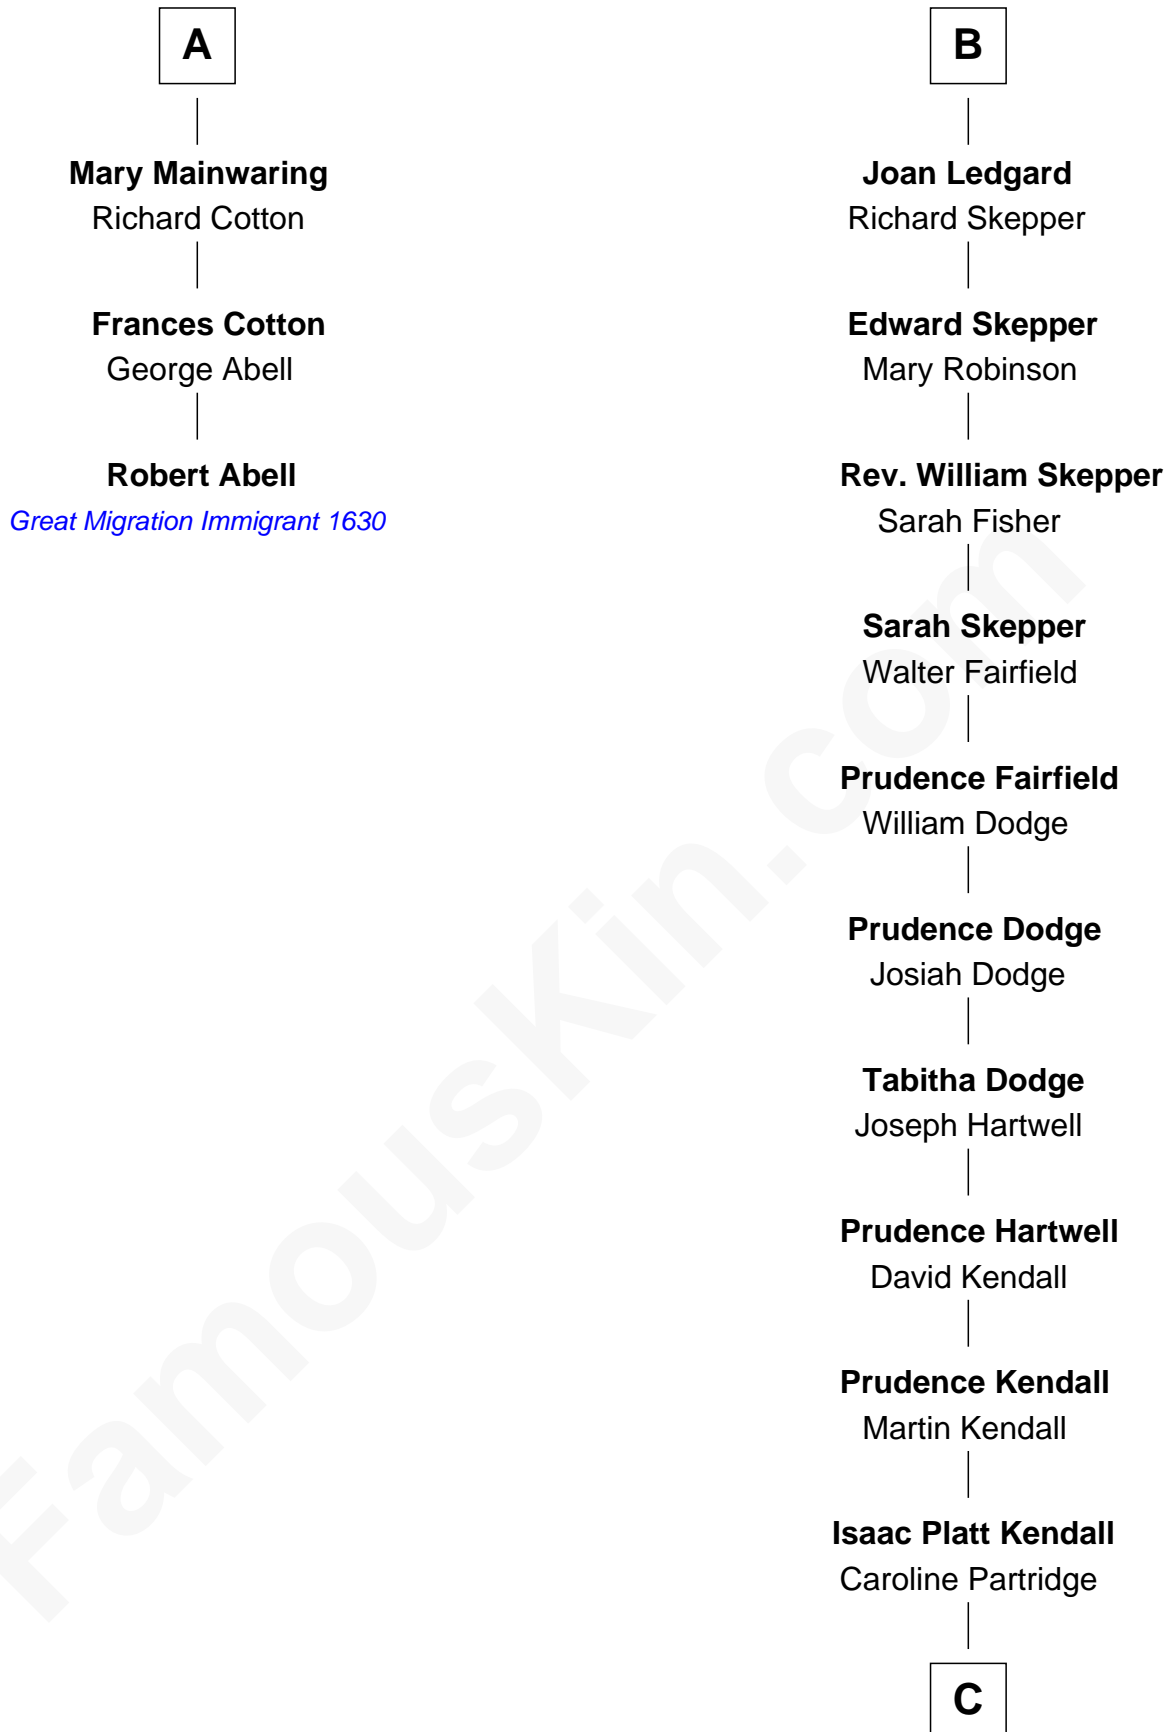 A
Mary Mainwaring
Richard Cotton
Frances Cotton
George Abell
Robert Abell
Great Migration Immigrant 1630
B
Joan Ledgard
Richard Skepper
Edward Skepper
Mary Robinson
Rev. William Skepper
Sarah Fisher
Sarah Skepper
Walter Fairfield
Prudence Fairfield
William Dodge
Prudence Dodge
Josiah Dodge
Tabitha Dodge
Joseph Hartwell
Prudence Hartwell
David Kendall
Prudence Kendall
Martin Kendall
Isaac Platt Kendall
Caroline Partridge
C
FamousKin.com